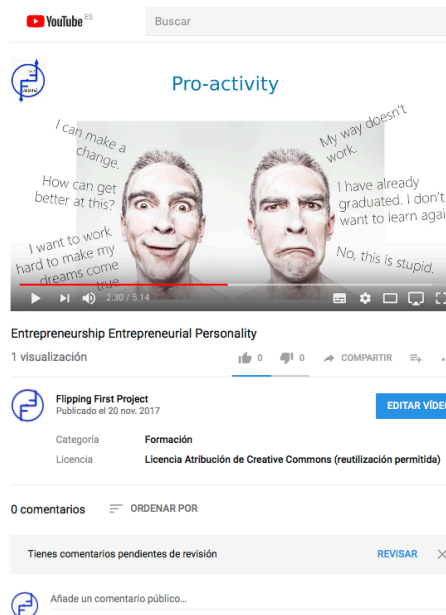 YouTube ES
Buscar
Pro-activity
I can make a
change.
How can get
better at this?
I want to work
hard to make my
dreams come
true
My way doesn't
work.
I have already
graduated. I don't
want to learn agai
No, this is stupid.
2:30 / 5:14
Entrepreneurship Entrepreneurial Personality
1 visualización
0
0
COMPARTIR
Flipping First Project
Publicado el 20 nov. 2017
EDITAR VÍDEO
Categoría Formación
Licencia Licencia Atribución de Creative Commons (reutilización permitida)
0 comentarios
ORDENAR POR
Tienes comentarios pendientes de revisión
REVISAR
Añade un comentario público...